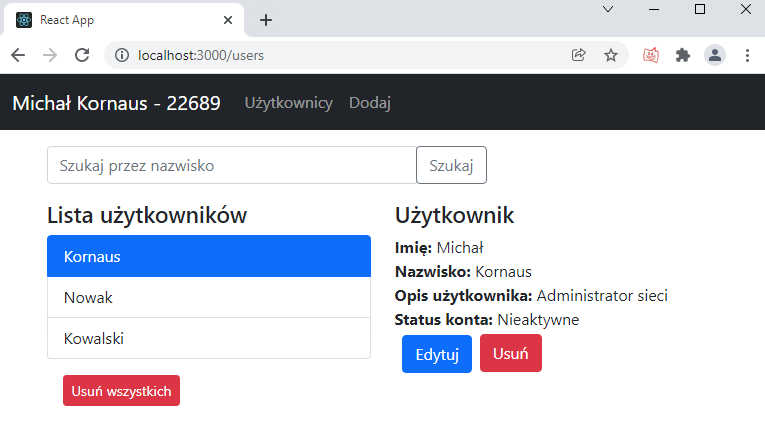 React App
localhost:3000/users
Michał Kornaus - 22689 Użytkownicy Dodaj
Szukaj przez nazwisko Szukaj
Lista użytkowników
Kornaus
Nowak
Kowalski
Usuń wszystkich
Użytkownik
Imię: Michał
Nazwisko: Kornaus
Opis użytkownika: Administrator sieci
Status konta: Nieaktywne
Edytuj Usuń